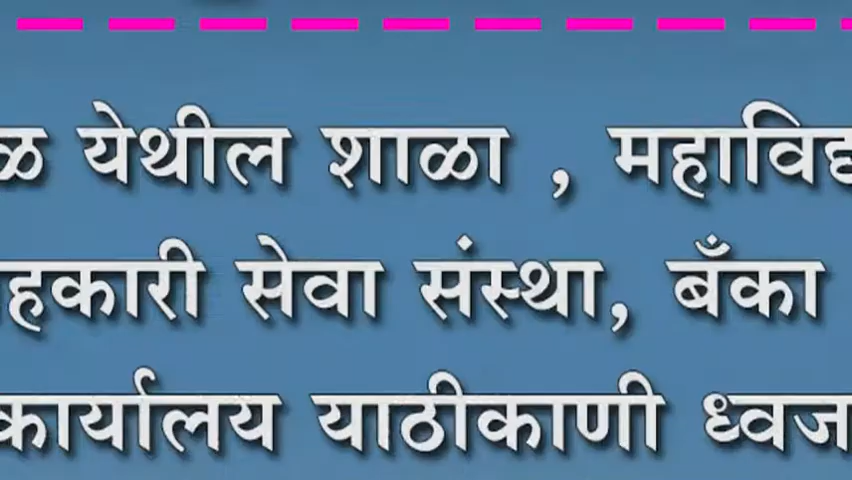 ळ येथील शाळा , महाविद्य
हकारी सेवा संस्था, बँका
कार्यालय याठीकाणी ध्वज